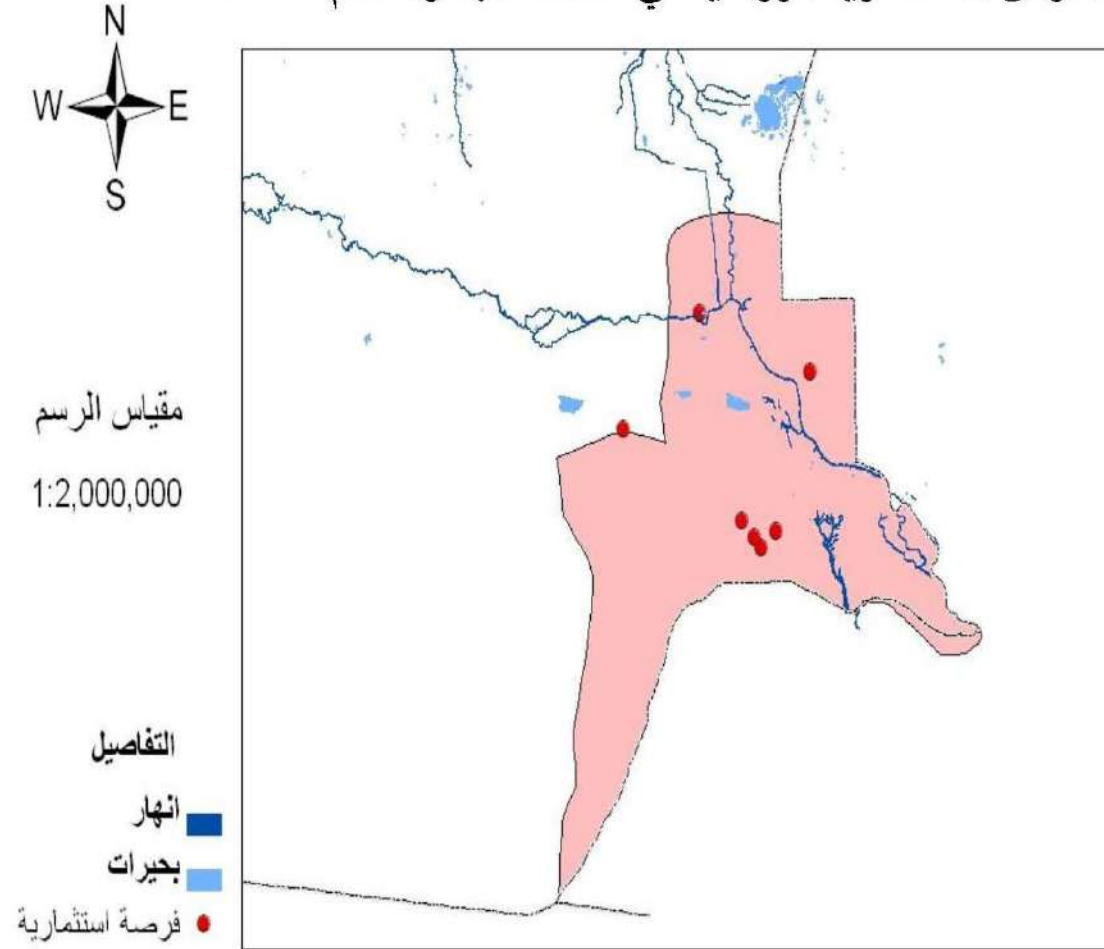 N
W E
S
مقياس الرسم
1:2,000,000
التفاصيل
انهار
بحيرات
فرصة استثمارية